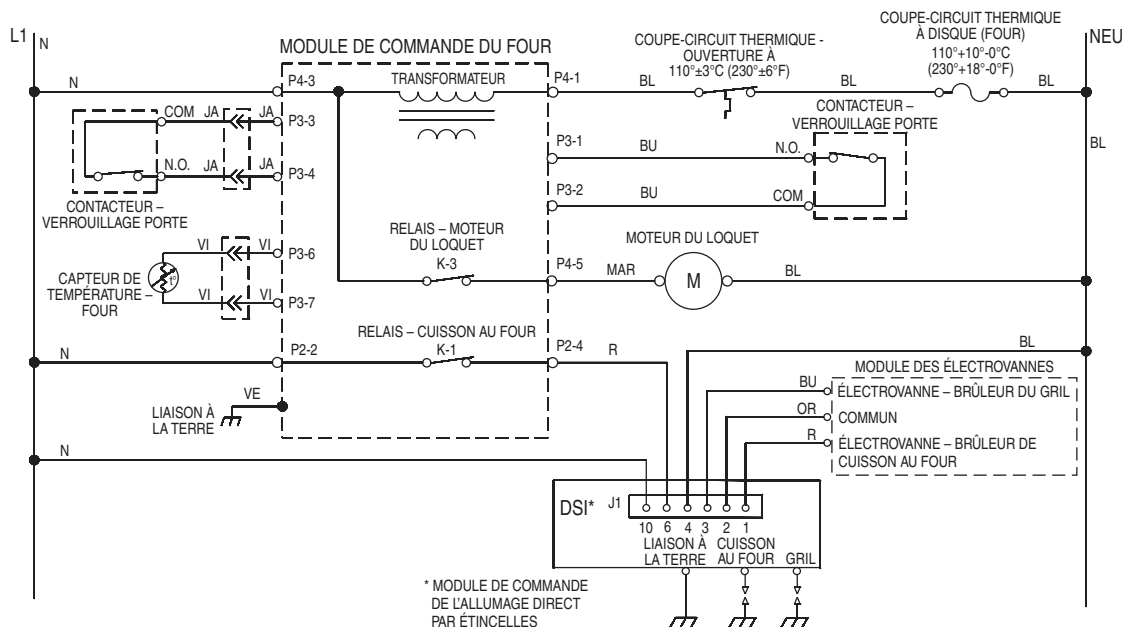 L1
N
NEU
BL
MODULE DE COMMANDE DU FOUR
COUPE-CIRCUIT THERMIQUE -
OUVERTURE À
110°±3°C (230°±6°F)
COUPE-CIRCUIT THERMIQUE
À DISQUE (FOUR)
110°+10°-0°C
(230°+18°-0°F)
N
P4-3
TRANSFORMATEUR
P4-1
BL
BL
BL
COM
JA
JA
P3-3
N.O.
JA
JA
P3-4
CONTACTEUR –
VERROUILLAGE PORTE
P3-1
BU
N.O.
P3-2
BU
COM
CONTACTEUR –
VERROUILLAGE PORTE
VI
VI
P3-6
VI
VI
P3-7
t°
CAPTEUR DE
TEMPÉRATURE –
FOUR
RELAIS – MOTEUR
DU LOQUET
K-3
P4-5
MAR
MOTEUR DU LOQUET
M
BL
N
P2-2
RELAIS – CUISSON AU FOUR
K-1
P2-4
R
BL
VE
LIAISON À
LA TERRE
MODULE DES ÉLECTROVANNES
BU
ÉLECTROVANNE – BRÛLEUR DU GRIL
OR
COMMUN
R
ÉLECTROVANNE – BRÛLEUR DE
CUISSON AU FOUR
N
DSI*
J1
10 6 4 3 2 1
LIAISON À
LA TERRE
CUISSON
AU FOUR
GRIL
* MODULE DE COMMANDE
DE L'ALLUMAGE DIRECT
PAR ÉTINCELLES